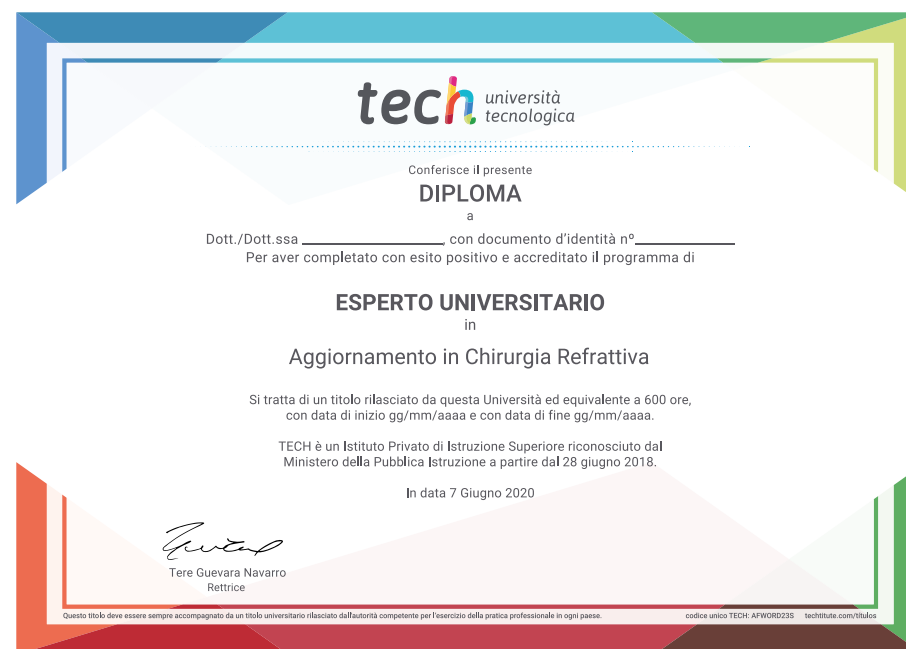 tech università
tecnologica
Conferisce il presente
DIPLOMA
a
Dott./Dott.ssa ____________________, con documento d'identità nº______________
Per aver completato con esito positivo e accreditato il programma di
ESPERTO UNIVERSITARIO
in
Aggiornamento in Chirurgia Refrattiva
Si tratta di un titolo rilasciato da questa Università ed equivalente a 600 ore,
con data di inizio gg/mm/aaaa e con data di fine gg/mm/aaaa.
TECH è un Istituto Privato di Istruzione Superiore riconosciuto dal
Ministero della Pubblica Istruzione a partire dal 28 giugno 2018.
In data 7 Giugno 2020
Tere Guevara Navarro
Rettrice
Questo titolo deve essere sempre accompagnato da un titolo universitario rilasciato dall'autorità competente per l'esercizio della pratica professionale in ogni paese. codice unico TECH: AFWORD23S techtitute.com/titulos